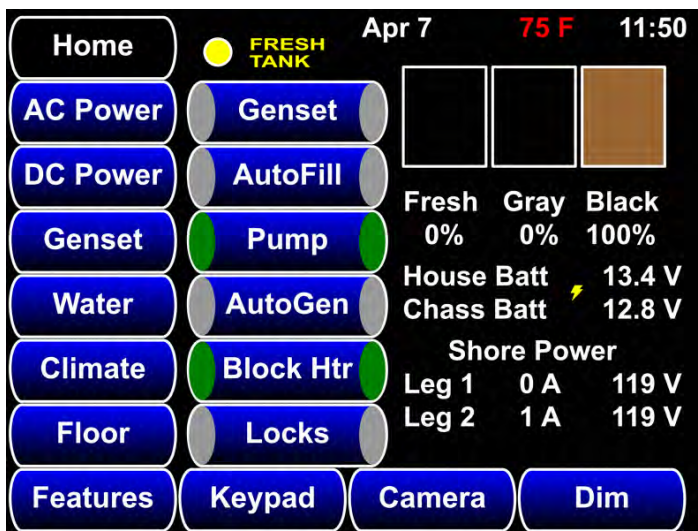 Home
AC Power
DC Power
Genset
Water
Climate
Floor
FRESH
TANK
Genset
AutoFill
Pump
AutoGen
Block Htr
Locks
Apr 7 75 F 11:50
Fresh Gray Black
0% 0% 100%
House Batt 13.4 V
Chass Batt 12.8 V
Shore Power
Leg 1 0 A 119 V
Leg 2 1 A 119 V
Features Keypad Camera Dim